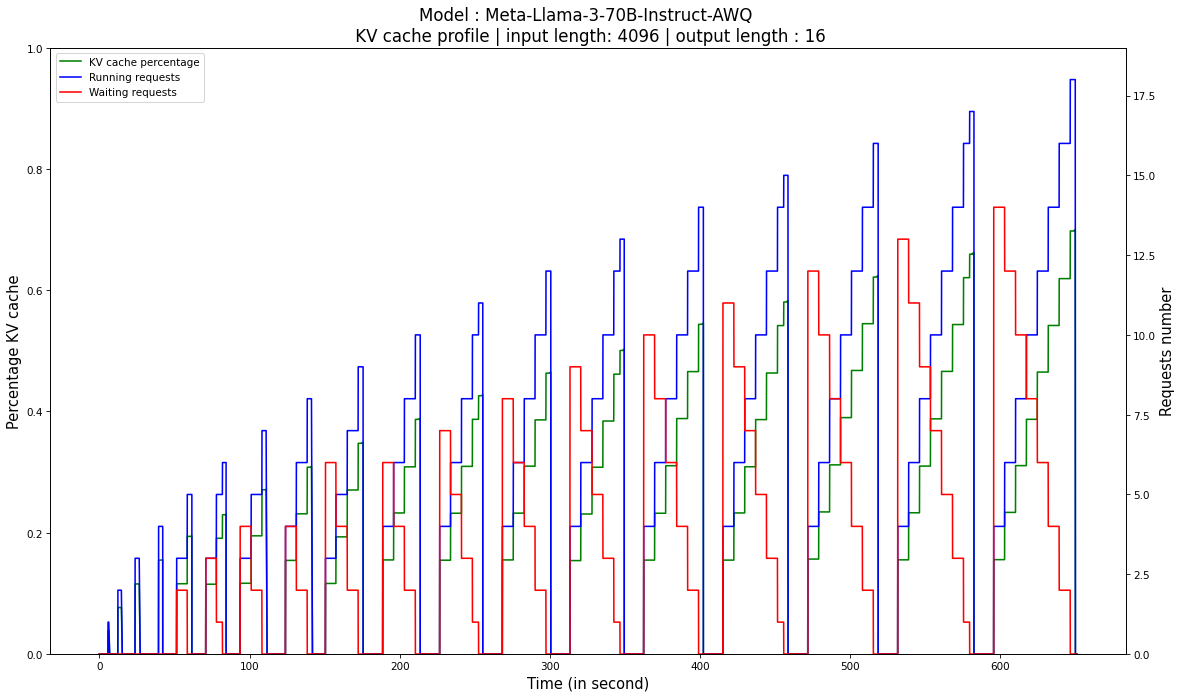 Model : Meta-Llama-3-70B-Instruct-AWQ
KV cache profile | input length: 4096 | output length : 16
KV cache percentage
Running requests
Waiting requests
1.0
0.8
0.6
0.4
0.2
0.0
Percentage KV cache
17.5
15.0
12.5
10.0
7.5
5.0
2.5
0.0
Requests number
0
100
200
300
400
500
600
Time (in second)